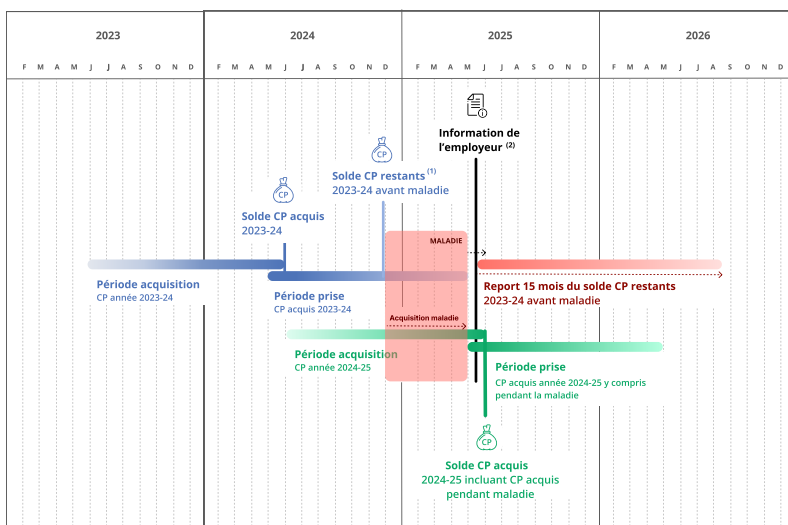 2023 2024 2025 2026
F M A M J J A S O N D F M A M J J A S O N D F M A M J J A S O N D F M A M J J A S O N D
Information de
l'employeur (2)
CP
Solde CP restants (1)
2023-24 avant maladie
CP
Solde CP acquis
2023-24
MALADIE
Période acquisition
CP année 2023-24
Période prise
CP acquis 2023-24
Report 15 mois du solde CP restants
2023-24 avant maladie
Acquisition maladie
Période acquisition
CP année 2024-25
Période prise
CP acquis année 2024-25 y compris
pendant la maladie
CP
Solde CP acquis
2024-25 incluant CP acquis
pendant maladie